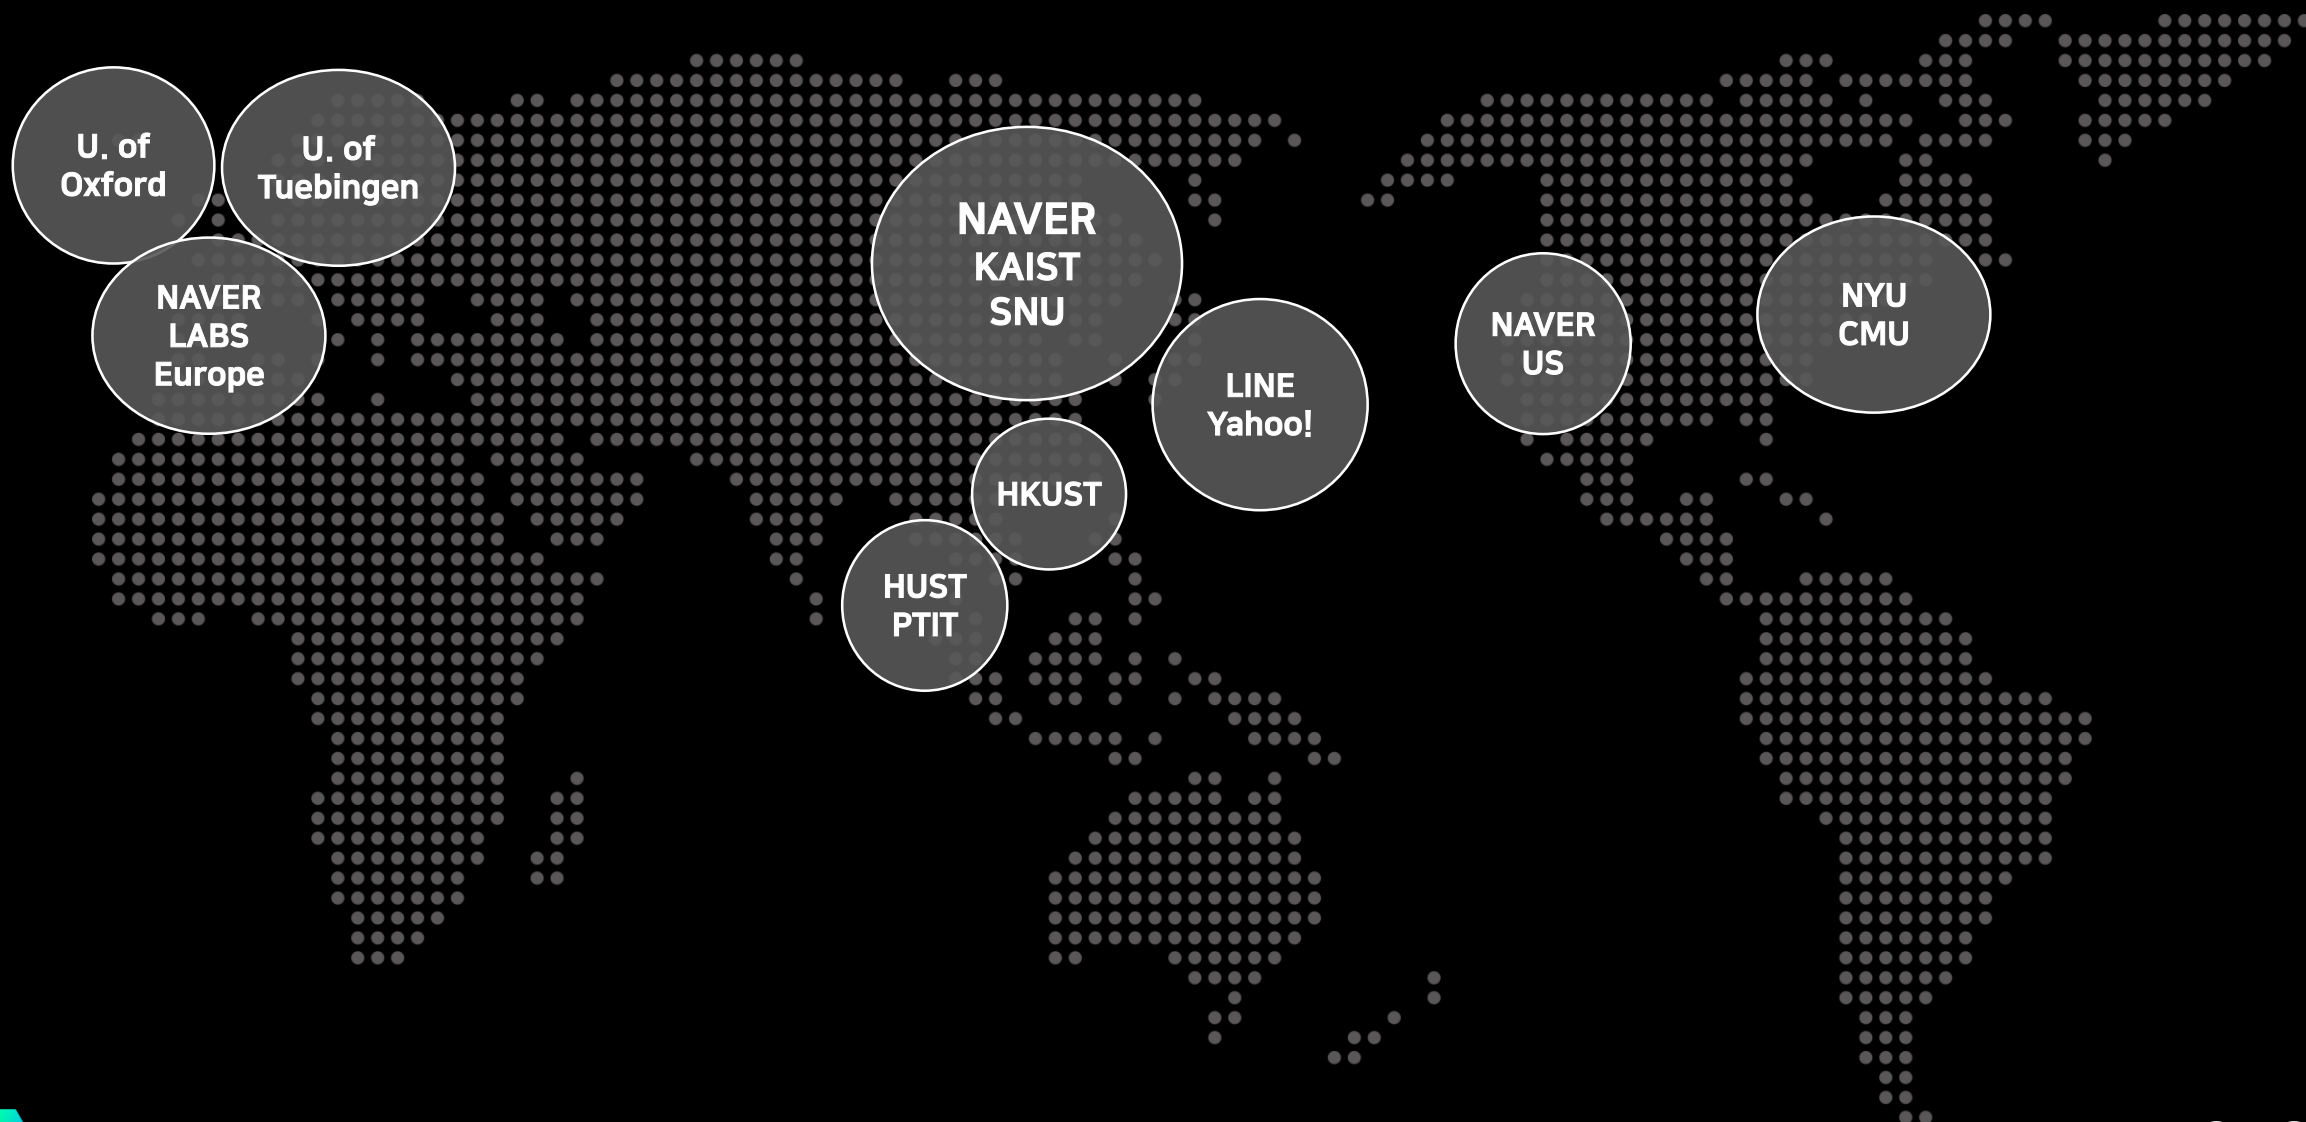 U. of
Oxford
U. of
Tuebingen
NAVER
LABS
Europe
NAVER
KAIST
SNU
LINE
Yahoo!
HKUST
HUST
PTIT
NAVER
US
NYU
CMU